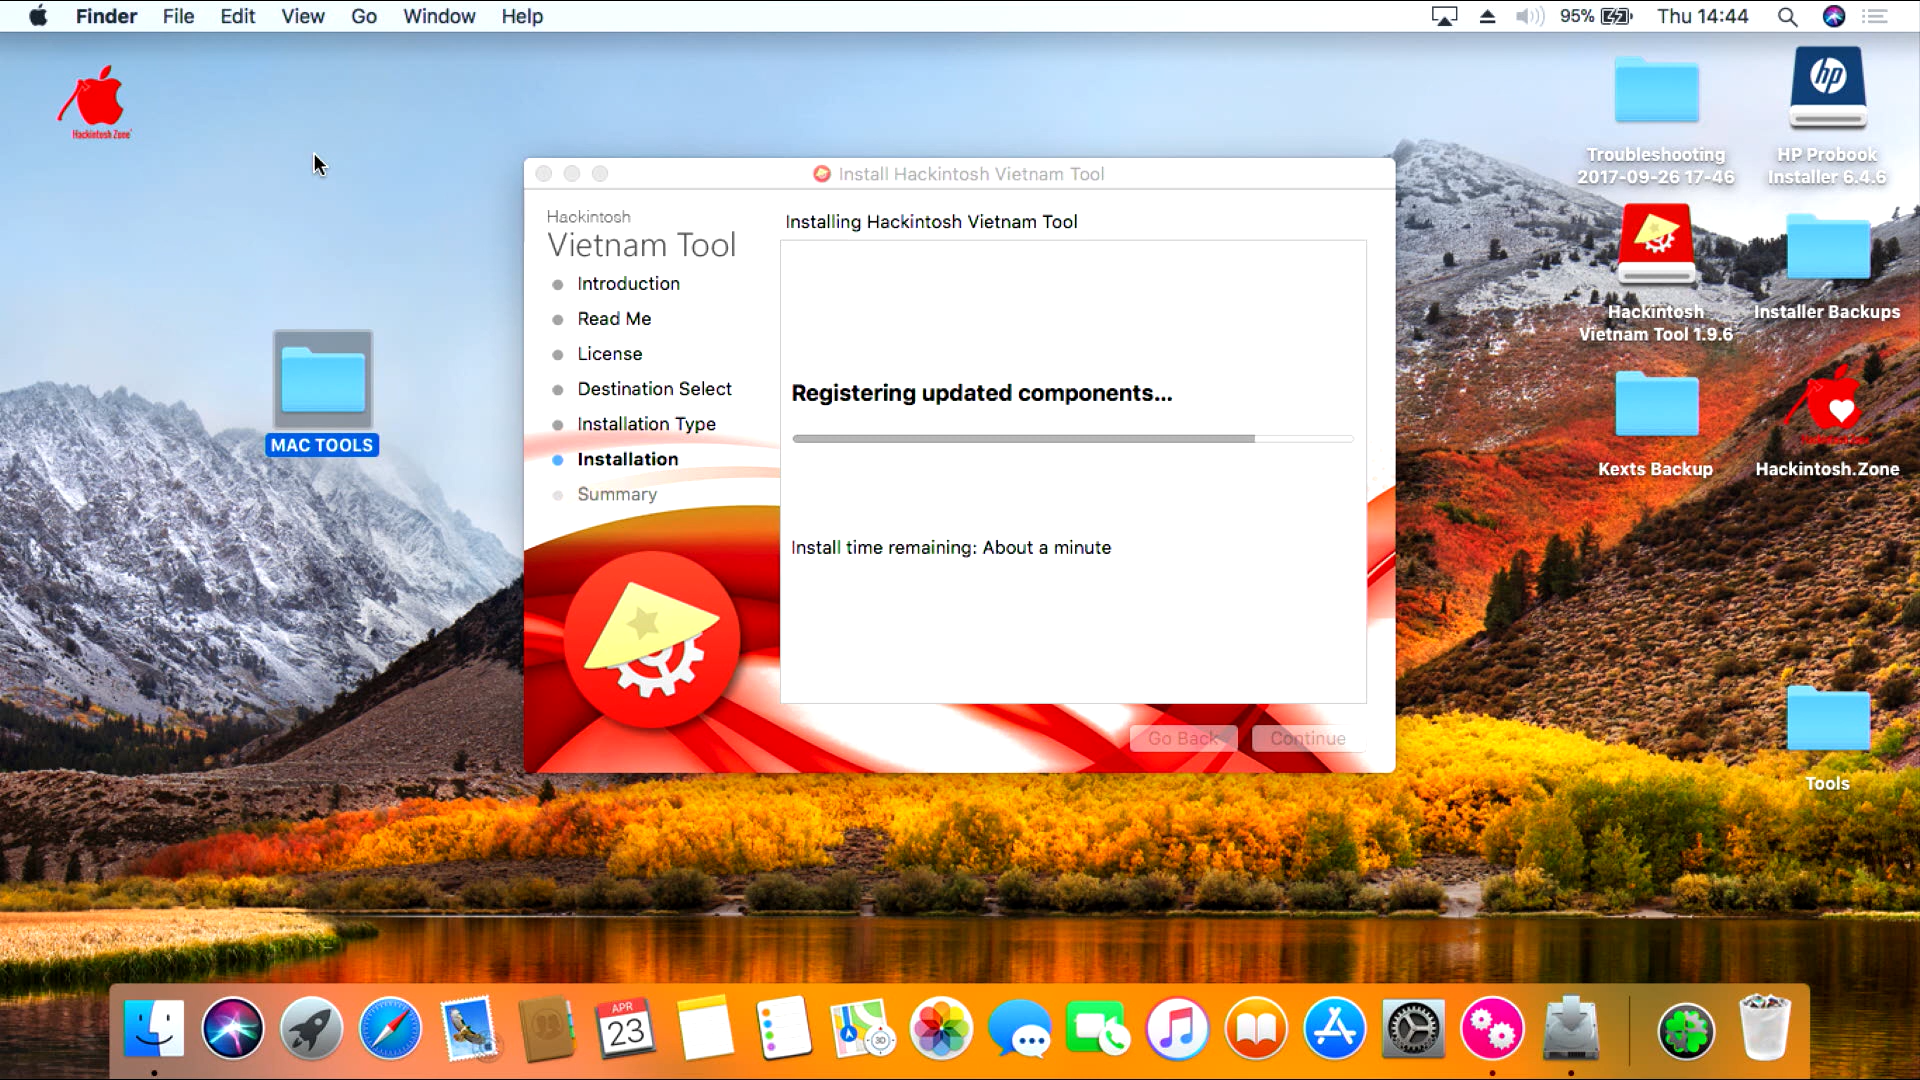 Finder File Edit View Go Window Help
95% Thu 14:44
Hackintosh Zone
MAC TOOLS
Install Hackintosh Vietnam Tool
Hackintosh
Vietnam Tool
Introduction
Read Me
License
Destination Select
Installation Type
Installation
Summary
Installing Hackintosh Vietnam Tool
Registering updated components...
Install time remaining: About a minute
Go Back Continue
Troubleshooting
2017-09-26 17-46
hp
HP Probook
Installer 6.4.6
Hackintosh
Vietnam Tool 1.9.6
Installer Backups
Kexts Backup
Hackintosh.Zone
Tools
APR
23